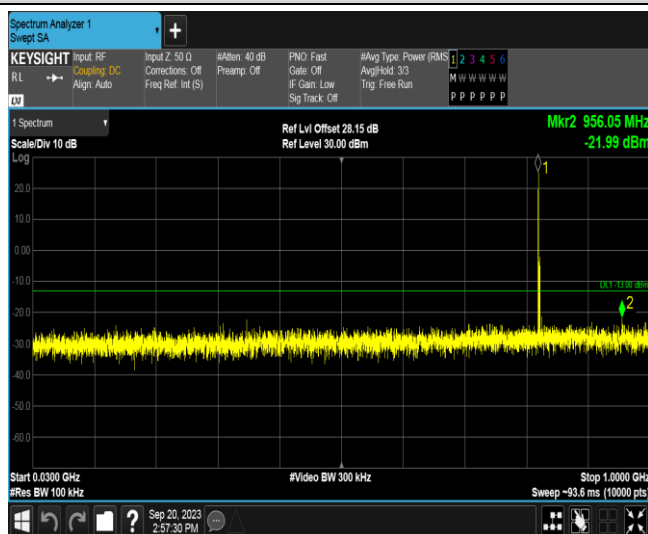 Spectrum Analyzer 1
Swept SA
+
KEYSIGHT
RL
LXI
Input: RF
Coupling: DC
Align: Auto
Input Z: 50 Ω
Corrections: Off
Freq Ref: Int (S)
#Atten: 40 dB
Preamp: Off
PNO: Fast
Gate: Off
IF Gain: Low
Sig Track: Off
#Avg Type: Power (RMS
Avg|Hold: 3/3
Trig: Free Run
1 2 3 4 5 6
M W W W W W
P P P P P P
1 Spectrum
Scale/Div 10 dB
Log
Ref Lvl Offset 28.15 dB
Ref Level 30.00 dBm
Mkr2 956.05 MHz
-21.99 dBm
1
20.0
10.0
0.00
-10.0
DL1 -13.00 dBm
2
-20.0
-30.0
-40.0
-50.0
-60.0
Start 0.0300 GHz
#Res BW 100 kHz
#Video BW 300 kHz
Stop 1.0000 GHz
Sweep ~93.6 ms (10000 pts)
?
Sep 20, 2023
2:57:30 PM